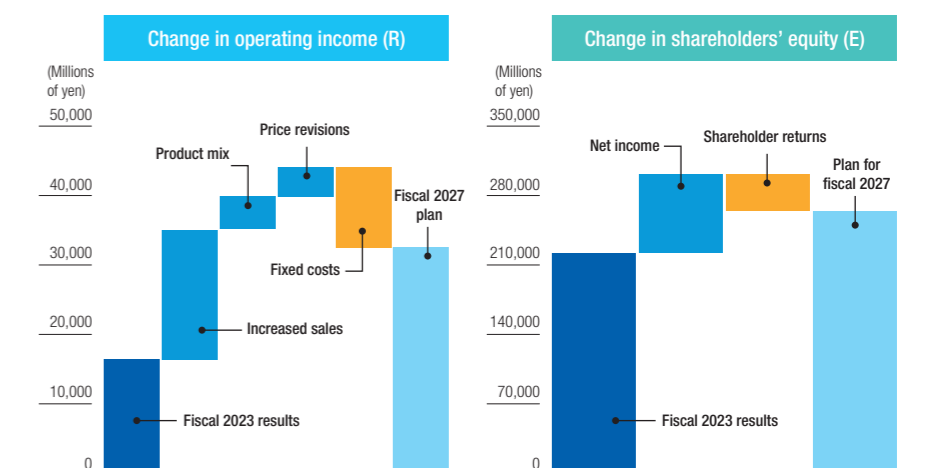 Change in operating income (R)
(Millions
of yen)
50,000
40,000
30,000
20,000
10,000
0
Price revisions
Product mix
Fiscal 2027
plan
Fixed costs
Increased sales
Fiscal 2023 results
Change in shareholders’ equity (E)
(Millions
of yen)
350,000
280,000
210,000
140,000
70,000
0
Shareholder returns
Net income
Plan for
fiscal 2027
Fiscal 2023 results